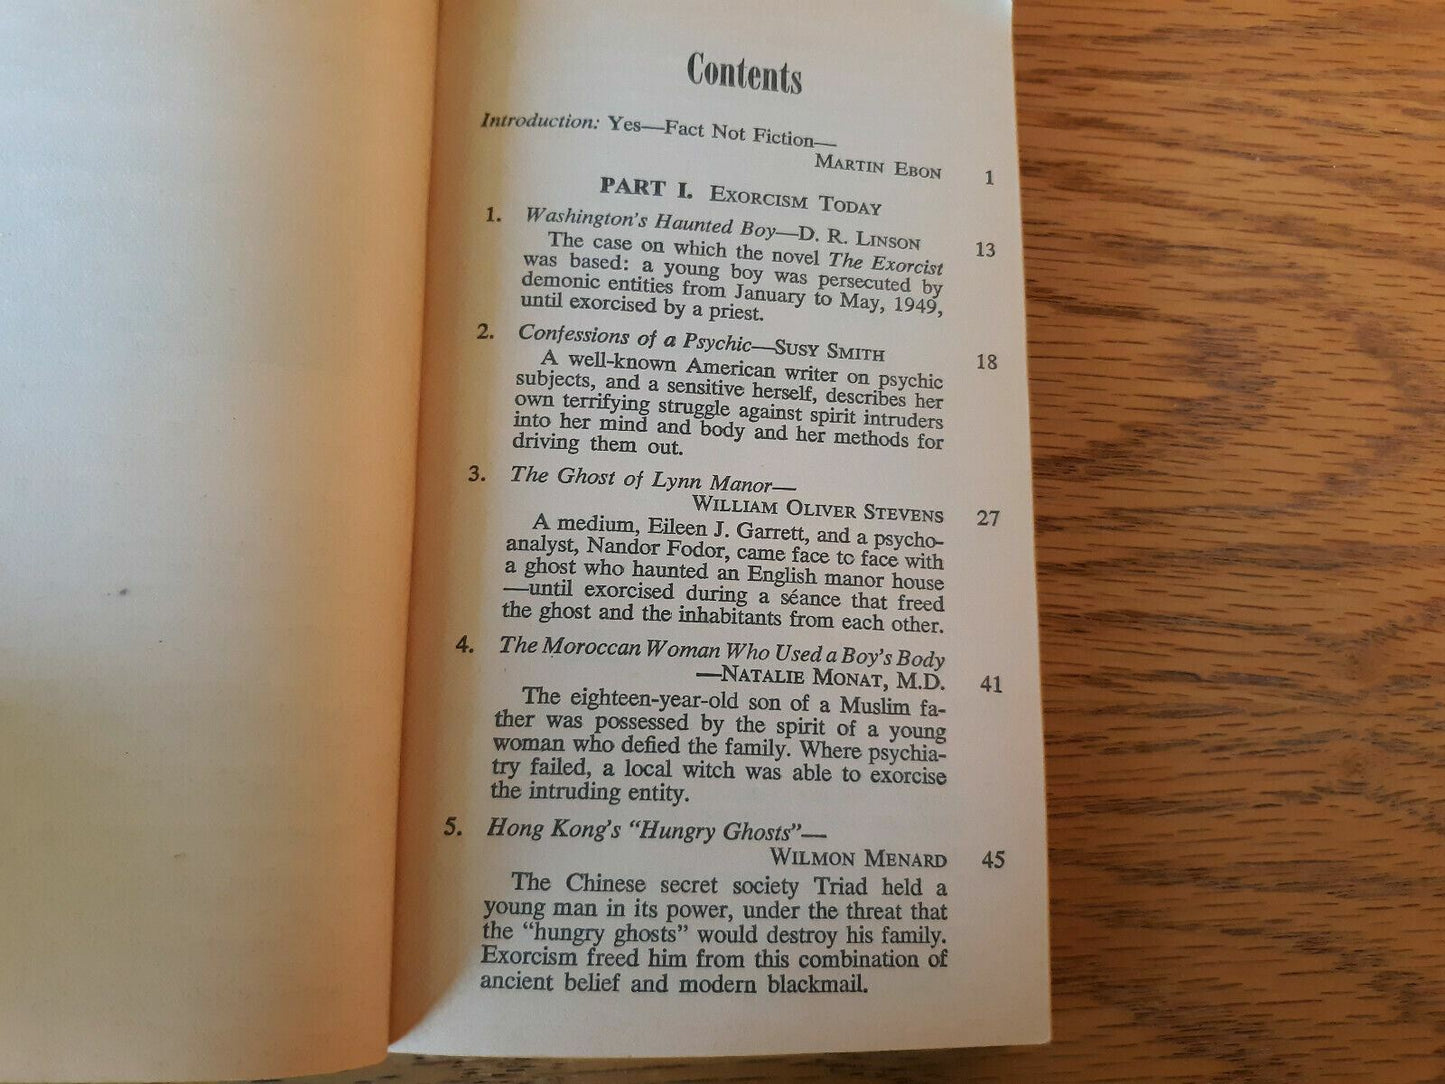 Contents
Introduction: Yes—Fact Not Fiction—
MARTIN EBON 1
PART I. EXORCISM TODAY
1. Washington's Haunted Boy—D. R. LINSON 13
The case on which the novel The Exorcist
was based: a young boy was persecuted by
demonic entities from January to May, 1949,
until exorcised by a priest.
2. Confessions of a Psychic—SUSY SMITH 18
A well-known American writer on psychic
subjects, and a sensitive herself, describes her
own terrifying struggle against spirit intruders
into her mind and body and her methods for
driving them out.
3. The Ghost of Lynn Manor—
WILLIAM OLIVER STEVENS 27
A medium, Eileen J. Garrett, and a psycho-
analyst, Nandor Fodor, came face to face with
a ghost who haunted an English manor house
—until exorcised during a séance that freed
the ghost and the inhabitants from each other.
4. The Moroccan Woman Who Used a Boy's Body
—NATALIE MONAT, M.D. 41
The eighteen-year-old son of a Muslim fa-
ther was possessed by the spirit of a young
woman who defied the family. Where psychia-
try failed, a local witch was able to exorcise
the intruding entity.
5. Hong Kong's "Hungry Ghosts"—
WILMON MENARD 45
The Chinese secret society Triad held a
young man in its power, under the threat that
the "hungry ghosts" would destroy his family.
Exorcism freed him from this combination of
ancient belief and modern blackmail.